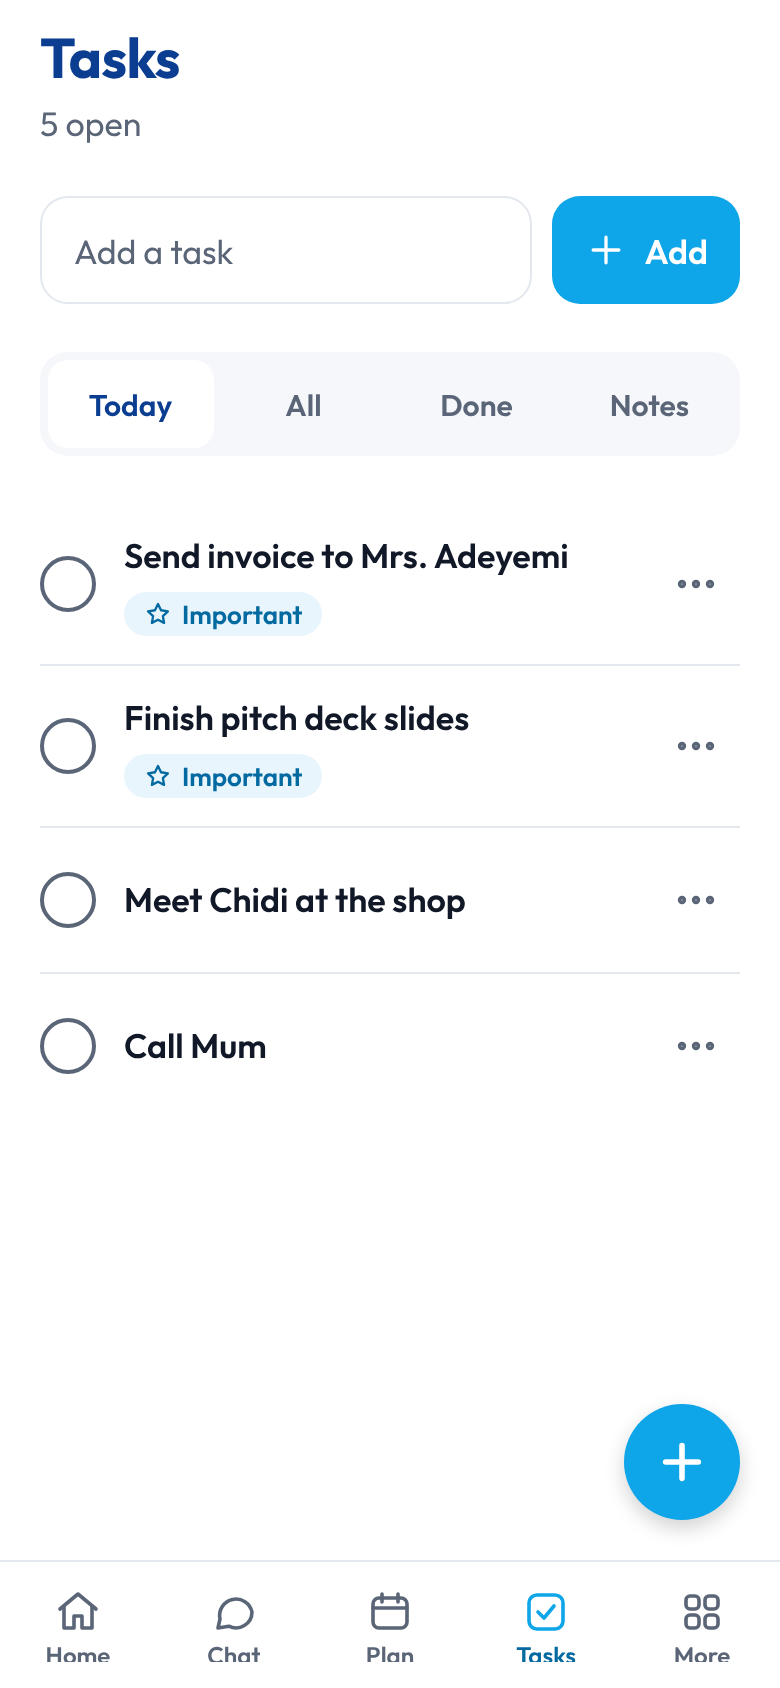 Tasks
5 open
Add a task
Add
Today
All
Done
Notes
Send invoice to Mrs. Adeyemi
Important
Finish pitch deck slides
Important
Meet Chidi at the shop
Call Mum
Home
Chat
Plan
Tasks
More